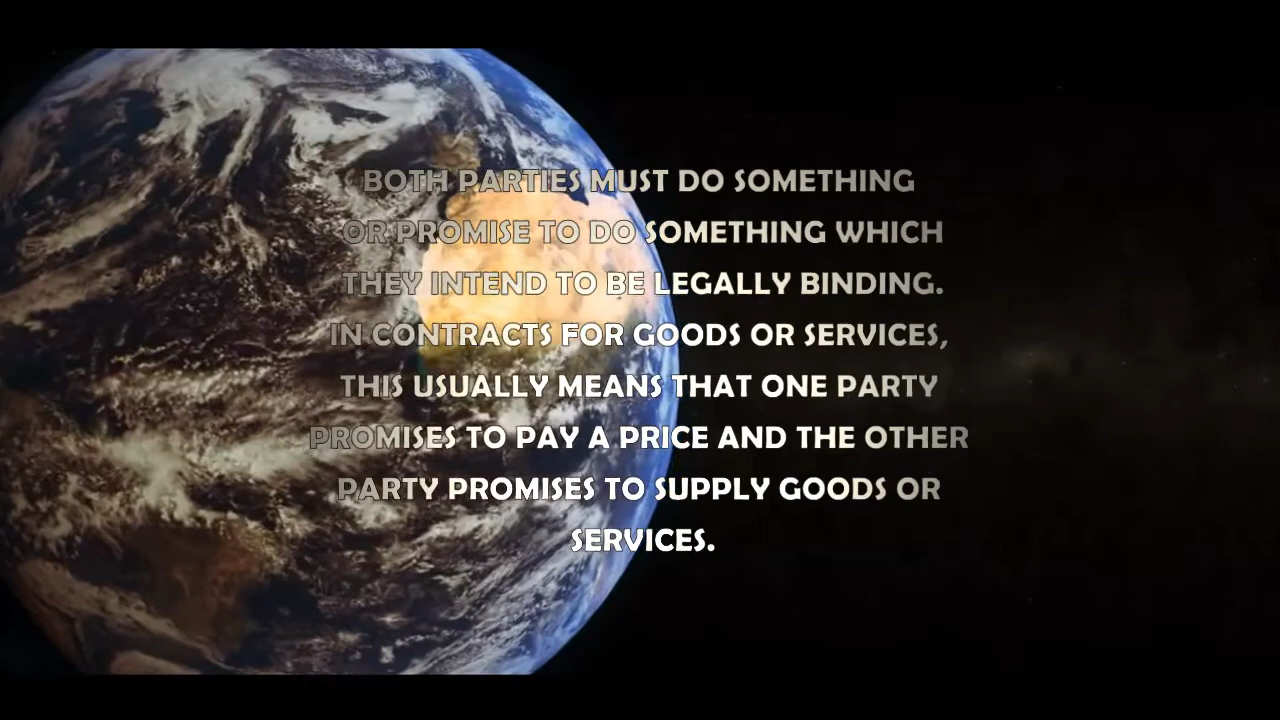 BOTH PARTIES MUST DO SOMETHING
OR PROMISE TO DO SOMETHING WHICH
THEY INTEND TO BE LEGALLY BINDING.
IN CONTRACTS FOR GOODS OR SERVICES,
THIS USUALLY MEANS THAT ONE PARTY
PROMISES TO PAY A PRICE AND THE OTHER
PARTY PROMISES TO SUPPLY GOODS OR
SERVICES.